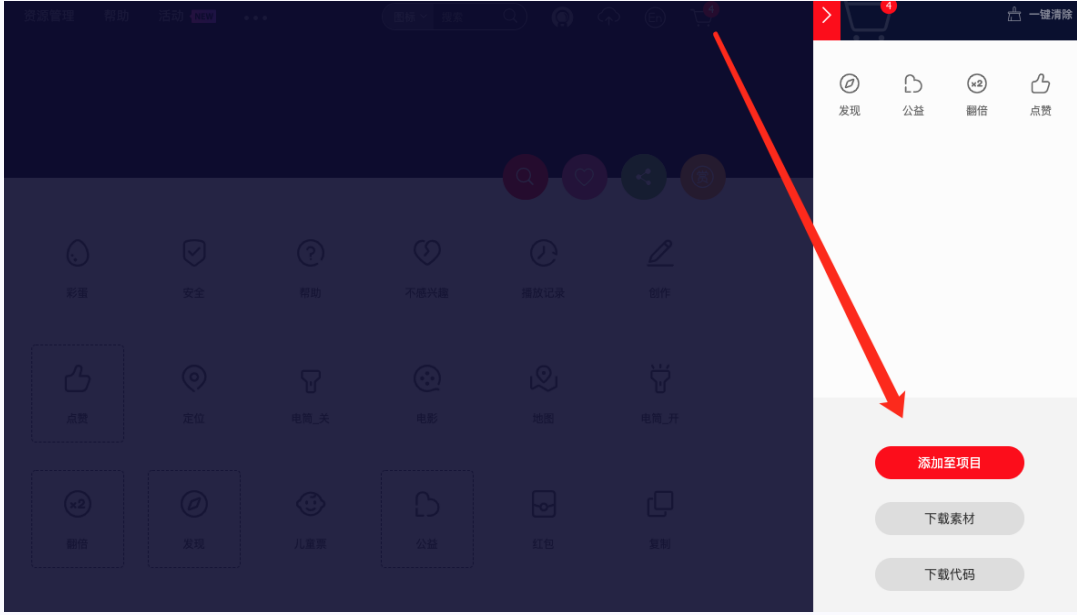 资源管理 帮助 活动 NEW
图标 搜索 En 4
4 一键清除
发现 公益 翻倍 点赞
彩蛋 安全 帮助 不感兴趣 播放记录 创作
点赞 定位 电筒_关 电影 地图 电筒_开
翻倍 发现 儿童票 公益 红包 复制
添加至项目
下载素材
下载代码